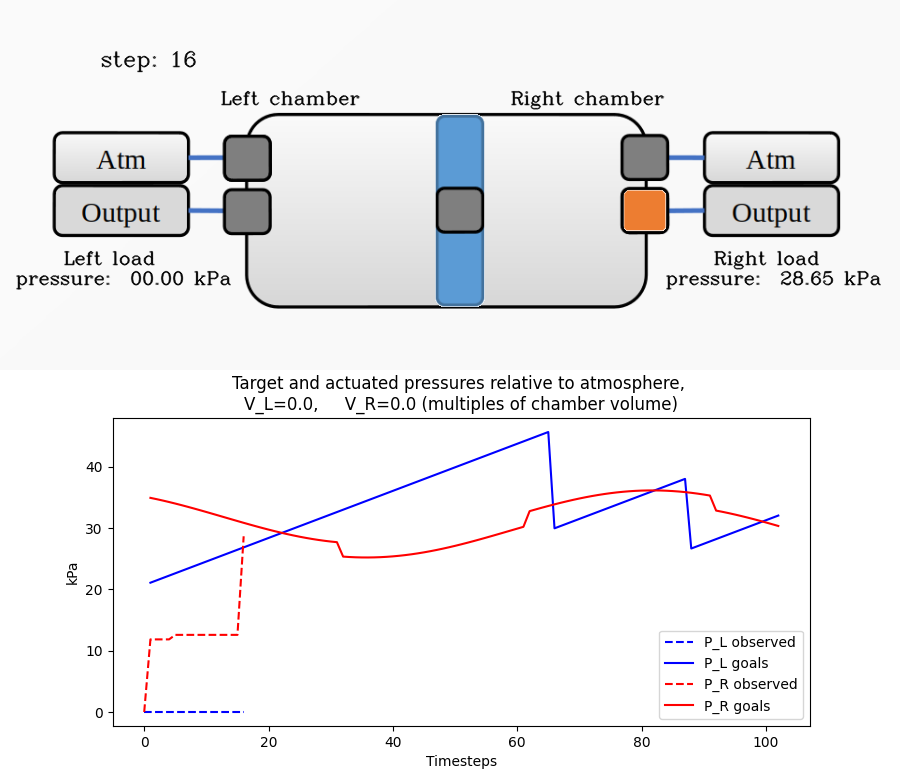 step: 16
Left chamber
Right chamber
Atm
Atm
Output
Output
Left load
pressure: 00.00 kPa
Right load
pressure: 28.65 kPa
Target and actuated pressures relative to atmosphere,
V_L=0.0, V_R=0.0 (multiples of chamber volume)
kPa
40
30
20
10
0
0 20 40 60 80 100
Timesteps
P_L observed
P_L goals
P_R observed
P_R goals